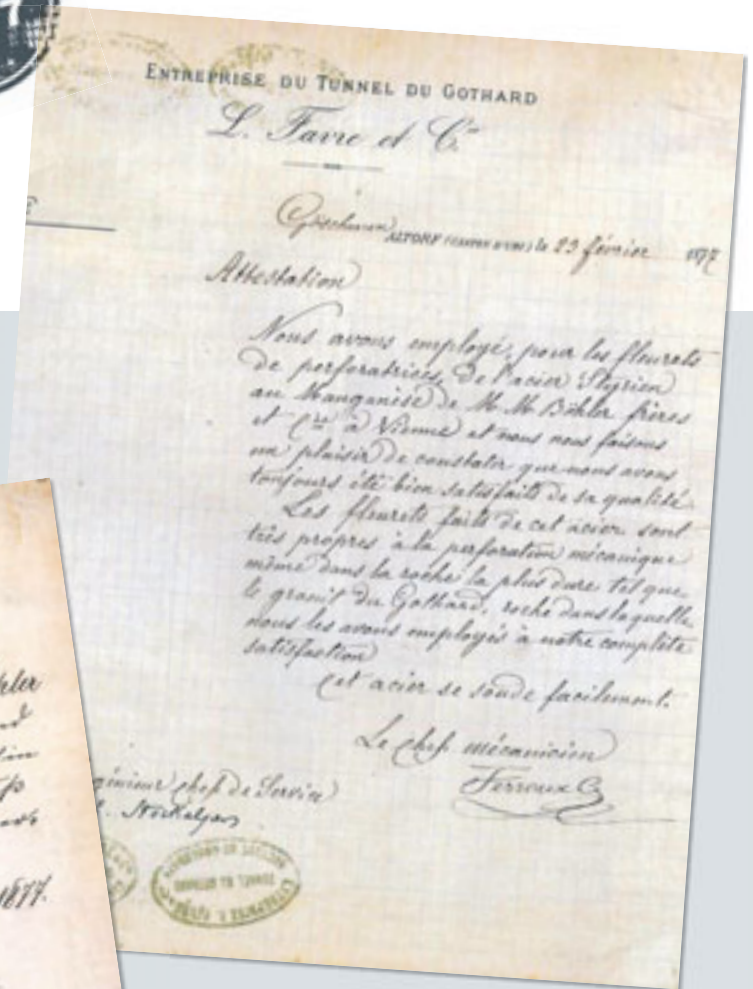 7
ENTREPRISE DU TUNNEL DU GOTHARD
L. Favre et Cie
Göschenen ALTORF (CANTON D'URI) le 23 février 1877
Attestation
Nous avons employé, pour les fleurets
de perforatrices, de l'acier Styrien
au Manganèse de M. M. Böhler frères
et Cie à Vienne et nous nous faisons
un plaisir de constater que nous avons
toujours été bien satisfaits de sa qualité.
Les fleurets faits de cet acier sont
très propres à la perforation mécanique
même dans la roche la plus dure tel que
le granit du Gothard, roche dans laquelle
nous les avons employés à notre complète
satisfaction
Cet acier se soude facilement.
Le chef mécanicien
Ferroux
génieur chef de Service
1877.